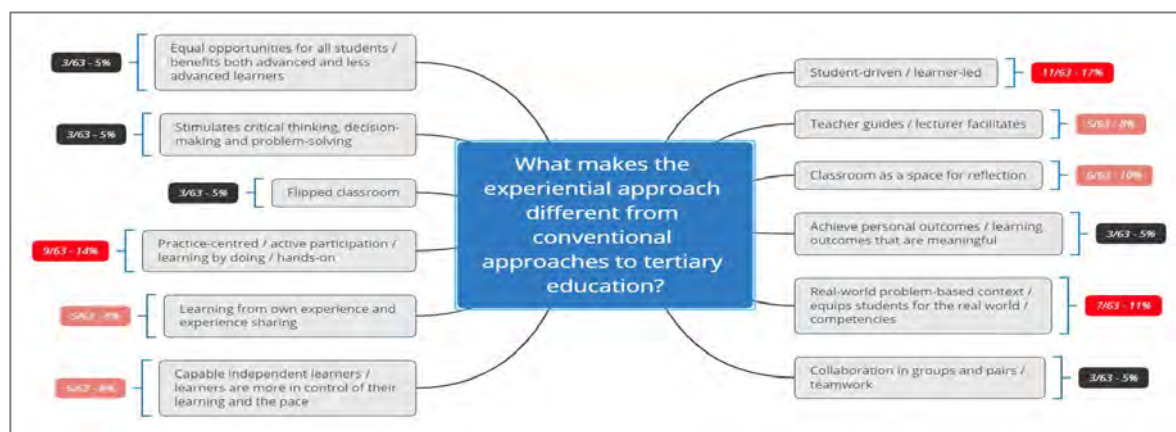 3/63 - 5%
Equal opportunities for all students /
benefits both advanced and less
advanced learners
3/63 - 5%
Stimulates critical thinking, decision-
making and problem-solving
3/63 - 5%
Flipped classroom
9/63 - 14%
Practice-centred / active participation /
learning by doing / hands-on
5/63 - 8%
Learning from own experience and
experience sharing
5/63 - 8%
Capable independent learners /
learners are more in control of their
learning and the pace
What makes the
experiential approach
different from
conventional
approaches to tertiary
education?
Student-driven / learner-led
11/63 - 17%
Teacher guides / lecturer facilitates
5/63 - 8%
Classroom as a space for reflection
6/63 - 10%
Achieve personal outcomes / learning
outcomes that are meaningful
3/63 - 5%
Real-world problem-based context /
equips students for the real world /
competencies
7/63 - 11%
Collaboration in groups and pairs /
teamwork
3/63 - 5%